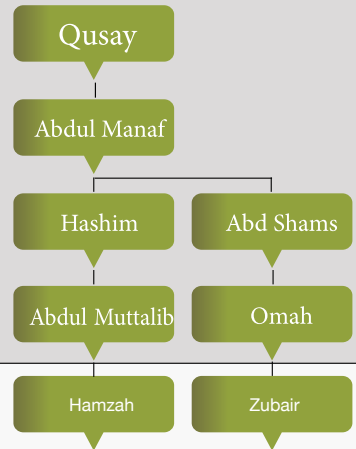 Qusay
Abdul Manaf
Hashim
Abd Shams
Abdul Muttalib
Omah
Hamzah
Zubair